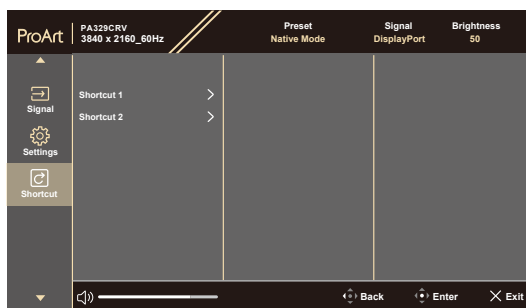 ProArt
PA329CRV
3840 x 2160_60Hz
Preset
Native Mode
Signal
DisplayPort
Brightness
50
Signal
Settings
Shortcut
Shortcut 1
Shortcut 2
Back
Enter
Exit